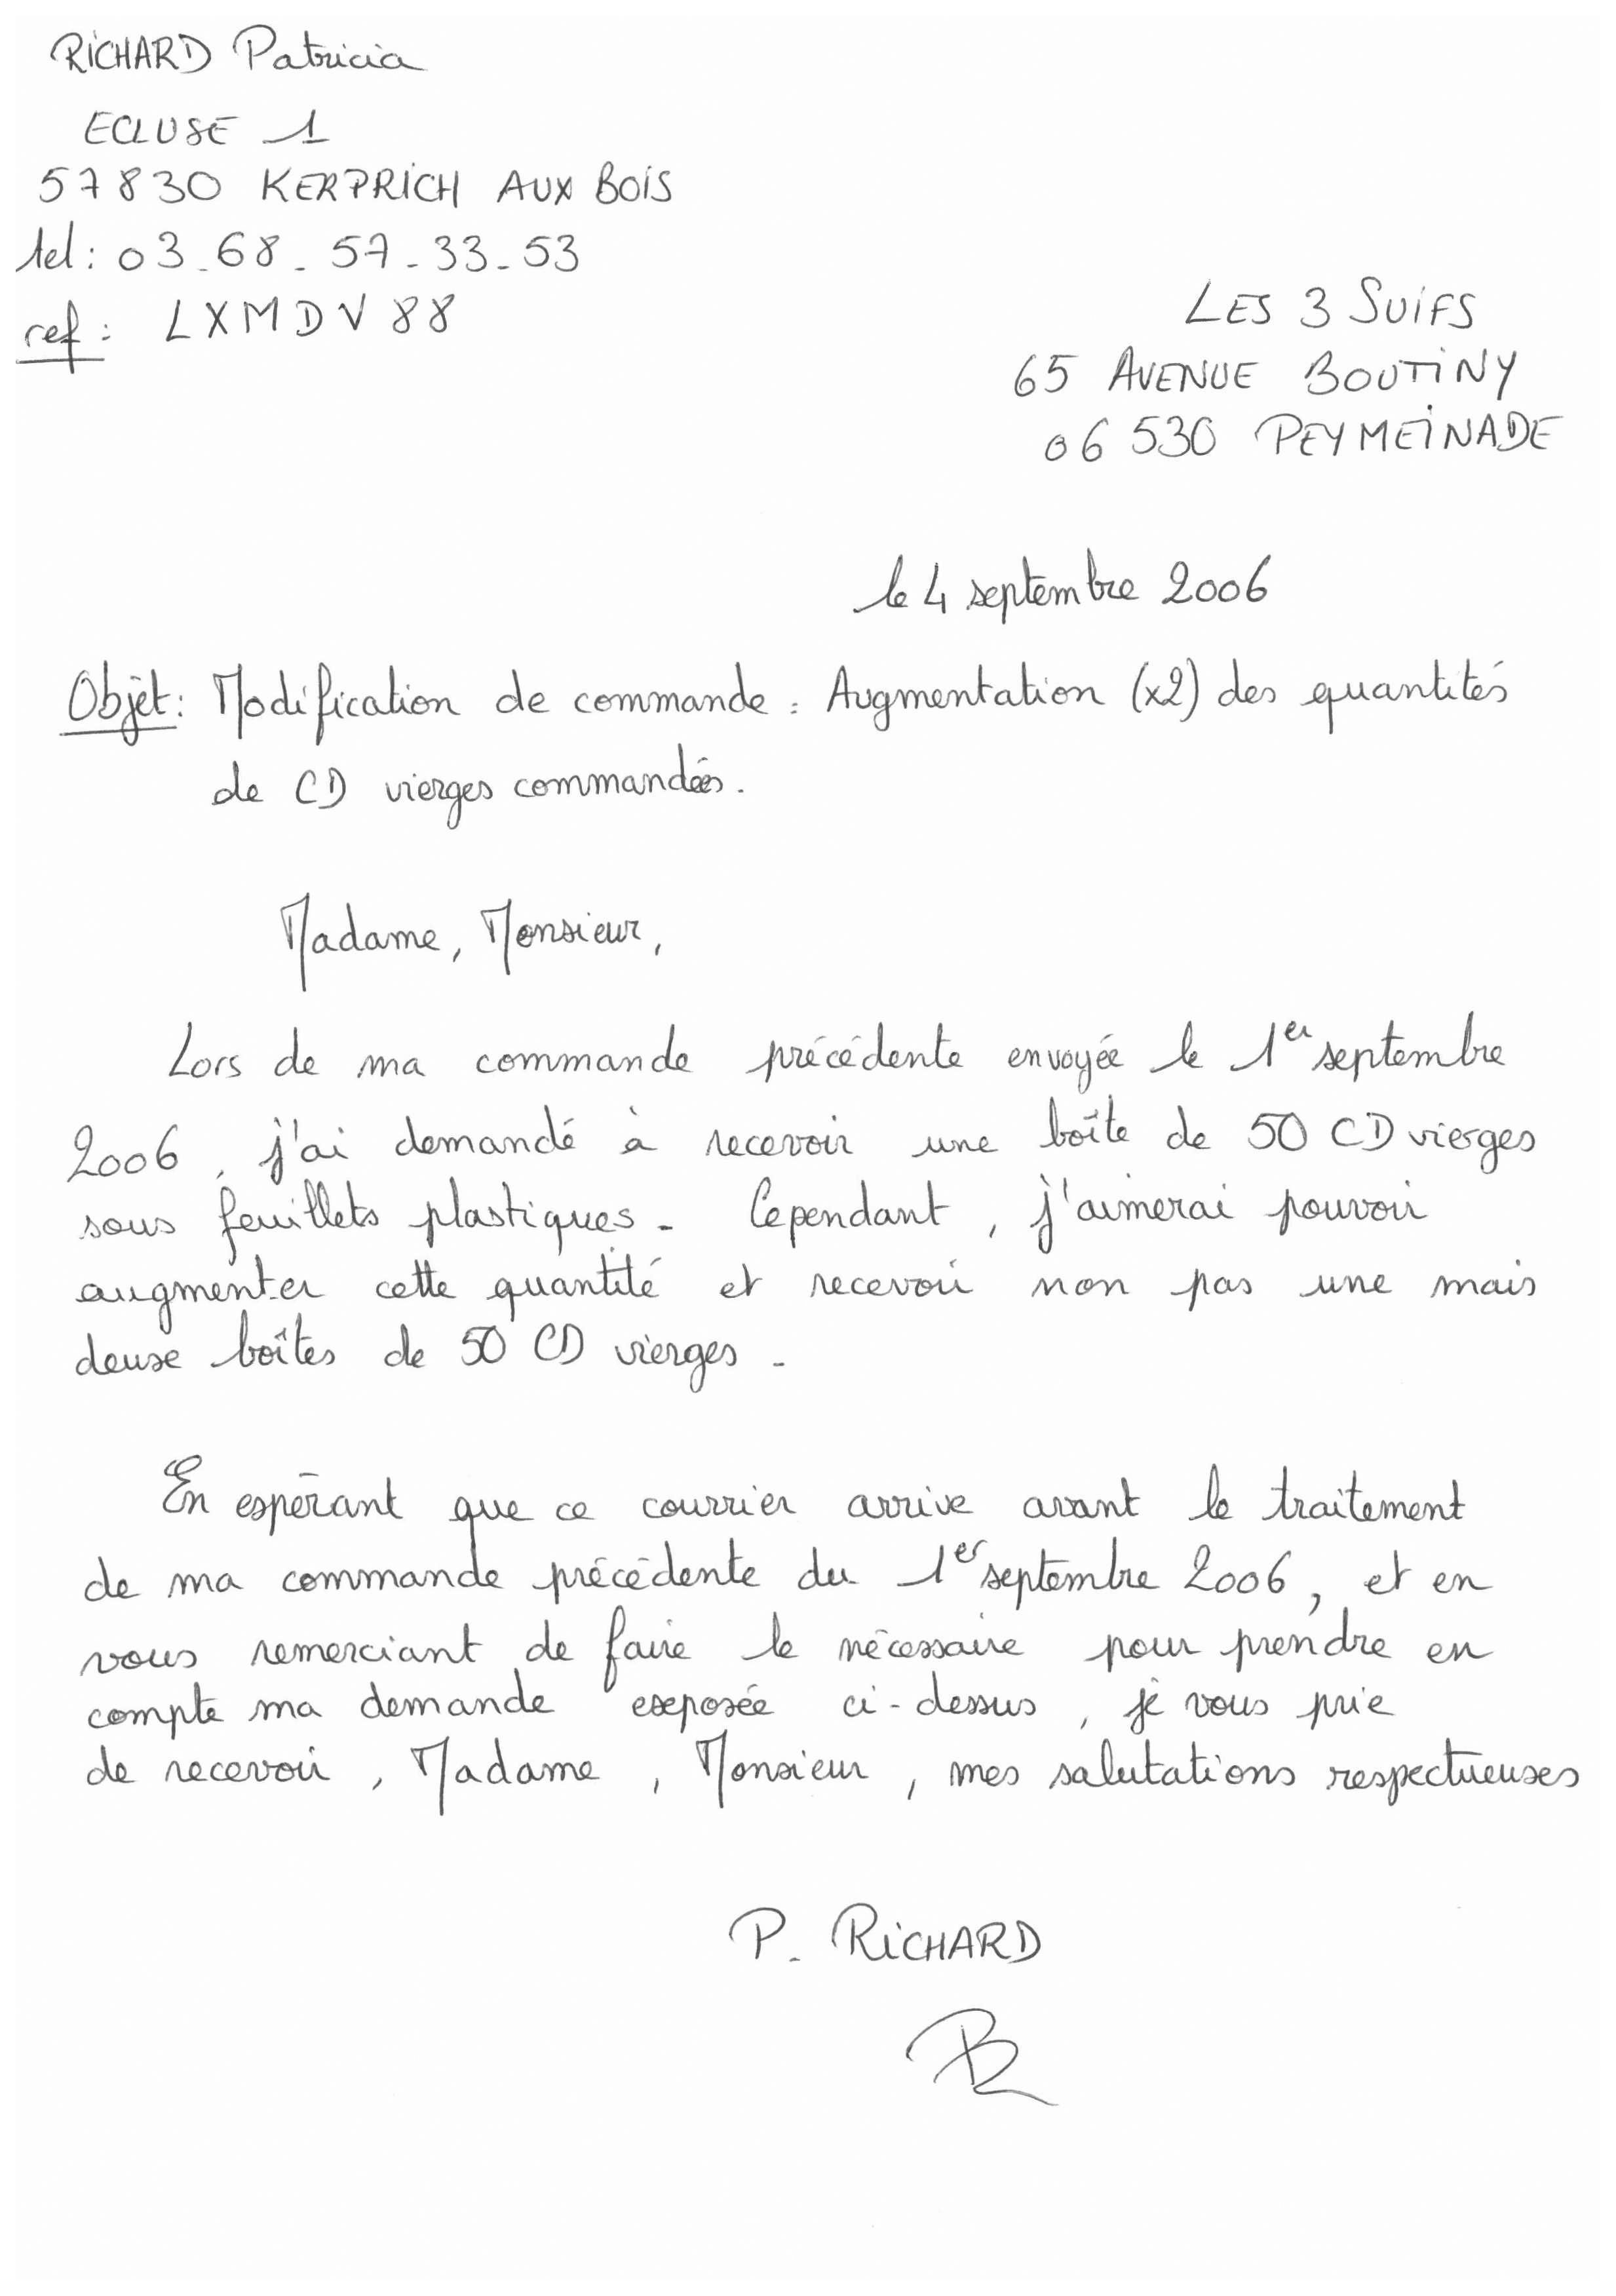 RICHARD Patricia
ECLUSE 1
57830 KERPRICH AUX BOIS
tel: 03.68.57.33.53
ref: LXMDV88
LES 3 SUIFS
65 AVENUE BOUTINY
06 530 PEYMEINADE
le 4 septembre 2006
Objet: Modification de commande: Augmentation (x2) des quantités
de CD vierges commandées.
Madame, Monsieur,
Lors de ma commande précédente envoyée le 1er septembre
2006, j'ai demandé à recevoir une boîte de 50 CD vierges
sous feuillets plastiques. Cependant, j'aimerai pouvoir
augmenter cette quantité et recevoir non pas une mais
deux boîtes de 50 CD vierges.
En espérant que ce courrier arrive avant le traitement
de ma commande précédente du 1er septembre 2006, et en
vous remerciant de faire le nécessaire pour prendre en
compte ma demande exposée ci-dessus, je vous prie
de recevoir, Madame, Monsieur, mes salutations respectueuses
P. RICHARD